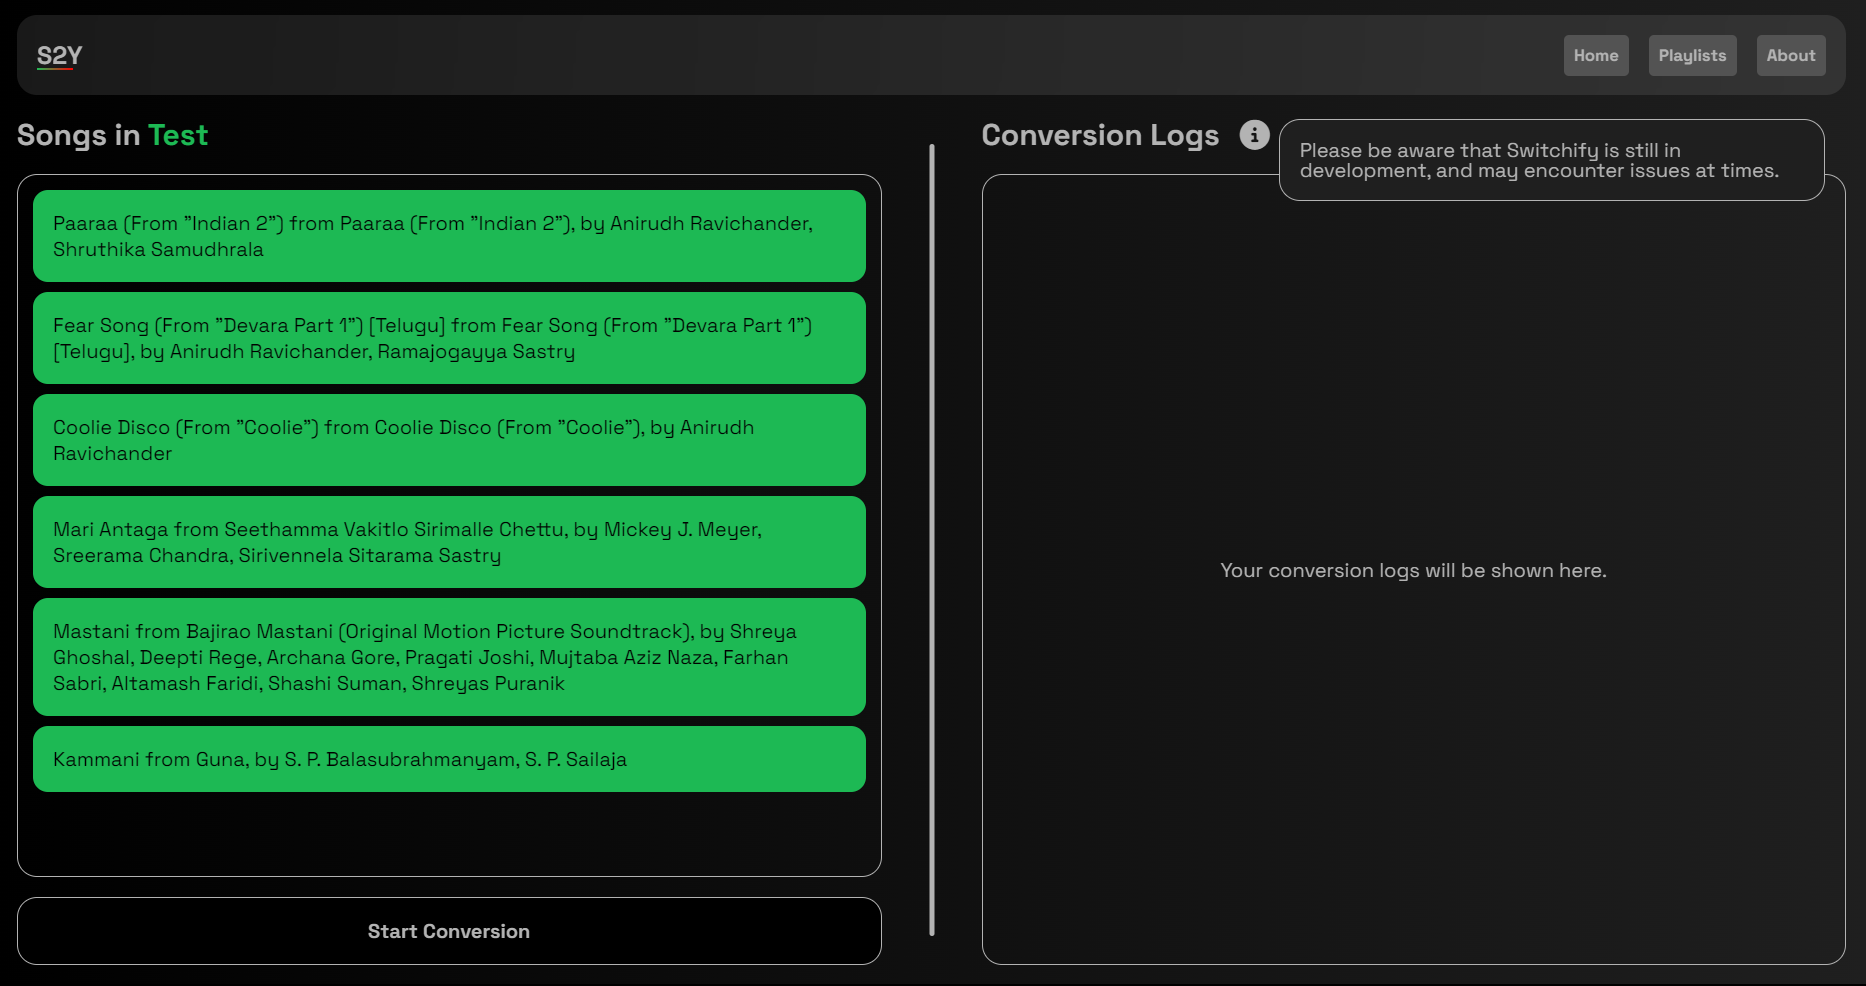 S2Y
Home
Playlists
About
Songs in Test
Paaraa (From ”Indian 2”) from Paaraa (From ”Indian 2”), by Anirudh Ravichander,
Shruthika Samudhrala
Fear Song (From ”Devara Part 1”) [Telugu] from Fear Song (From ”Devara Part 1”)
[Telugu], by Anirudh Ravichander, Ramajogayya Sastry
Coolie Disco (From ”Coolie”) from Coolie Disco (From ”Coolie”), by Anirudh
Ravichander
Mari Antaga from Seethamma Vakitlo Sirimalle Chettu, by Mickey J. Meyer,
Sreerama Chandra, Sirivennela Sitarama Sastry
Mastani from Bajirao Mastani (Original Motion Picture Soundtrack), by Shreya
Ghoshal, Deepti Rege, Archana Gore, Pragati Joshi, Mujtaba Aziz Naza, Farhan
Sabri, Altamash Faridi, Shashi Suman, Shreyas Puranik
Kammani from Guna, by S. P. Balasubrahmanyam, S. P. Sailaja
Start Conversion
Conversion Logs
Please be aware that Switchify is still in
development, and may encounter issues at times.
Your conversion logs will be shown here.